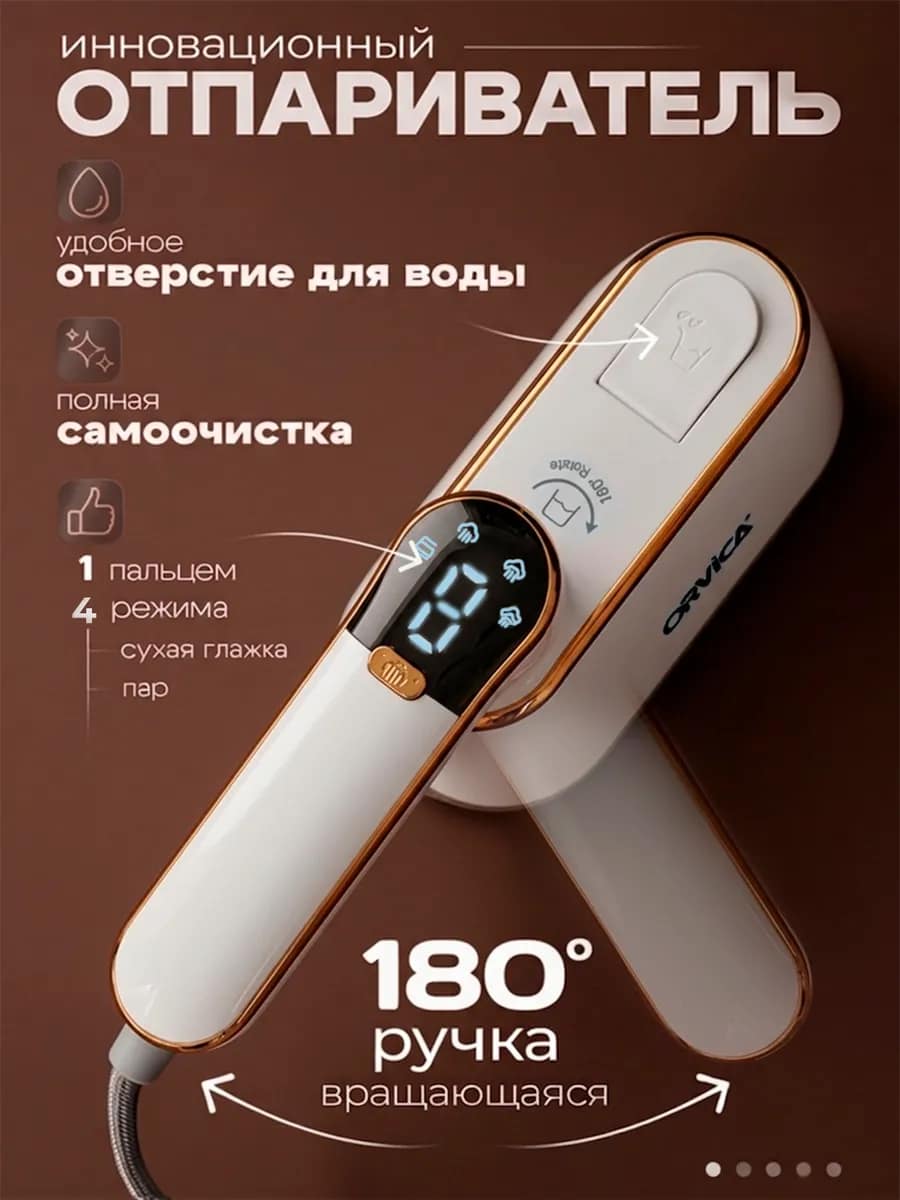 инновационный
ОТПАРИВАТЕЛЬ
удобное
отверстие для воды
полная
самоочистка
1 пальцем
4 режима
сухая глажка
пар
180° Rotate
ORVICA
180°
ручка
вращающаяся